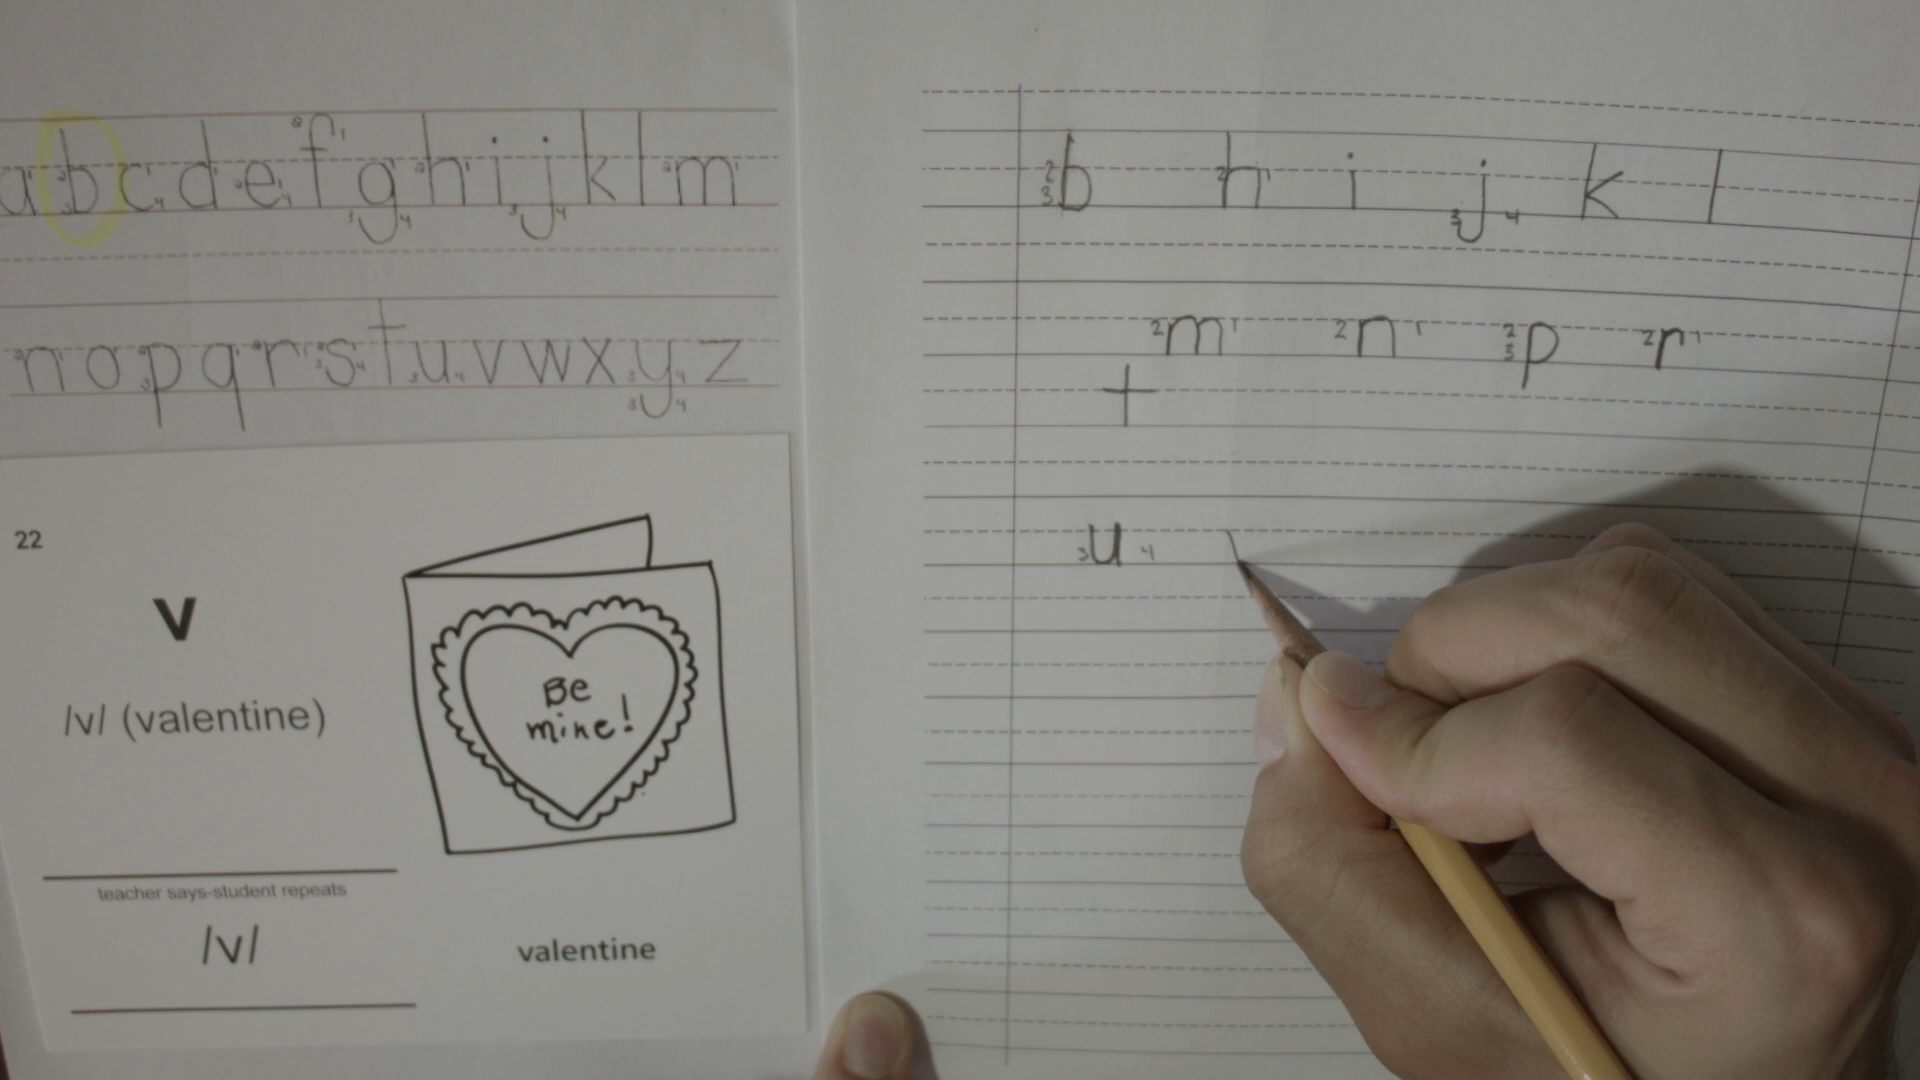 abcdefghijklm
nopqrstuvwxyz
22
v
/v/ (valentine)
Be
mine!
teacher says-student repeats
/v/
valentine
b h i j k l
m n p r
t
u